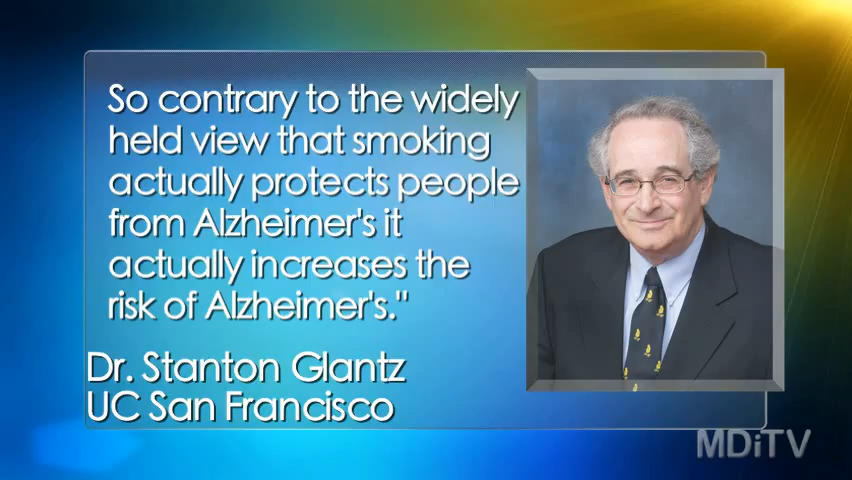 So contrary to the widely
held view that smoking
actually protects people
from Alzheimer's it
actually increases the
risk of Alzheimer's."
Dr. Stanton Glantz
UC San Francisco
MDiTV